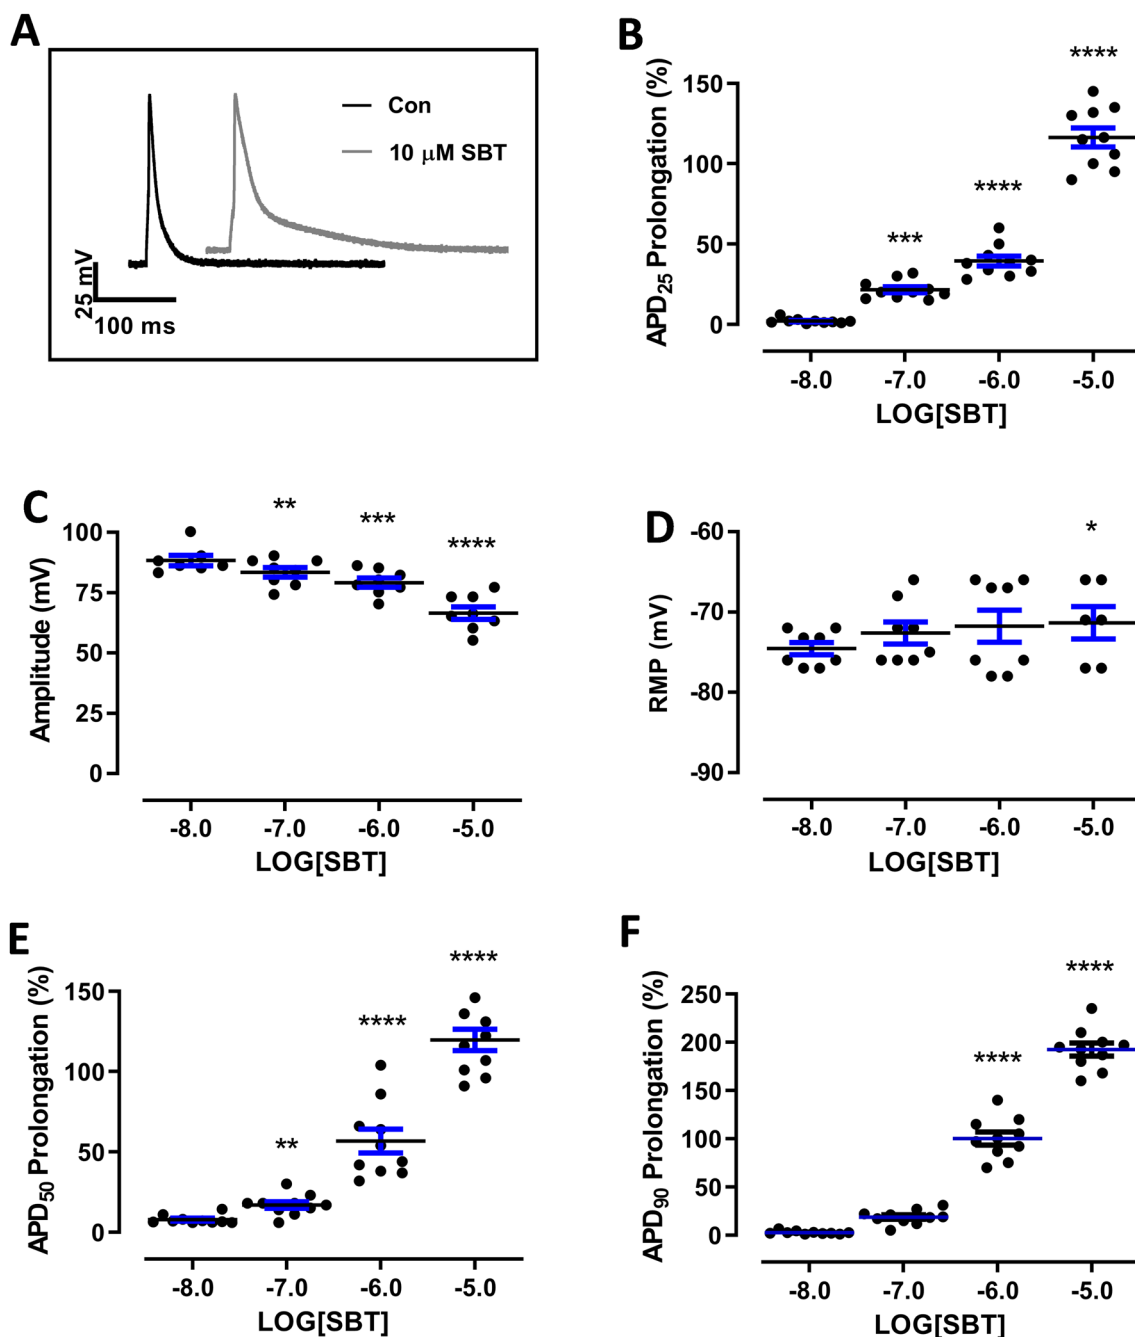 A
Con
10 μM SBT
25 mV
100 ms
B
APD25 Prolongation (%)
150
100
50
0
***
****
****
-8.0 -7.0 -6.0 -5.0
LOG[SBT]
C
Amplitude (mV)
100
75
50
25
0
**
***
****
-8.0 -7.0 -6.0 -5.0
LOG[SBT]
D
RMP (mV)
-60
-70
-80
-90
*
-8.0 -7.0 -6.0 -5.0
LOG[SBT]
E
APD50 Prolongation (%)
150
100
50
0
**
****
****
-8.0 -7.0 -6.0 -5.0
LOG[SBT]
F
APD90 Prolongation (%)
250
200
150
100
50
0
****
****
-8.0 -7.0 -6.0 -5.0
LOG[SBT]